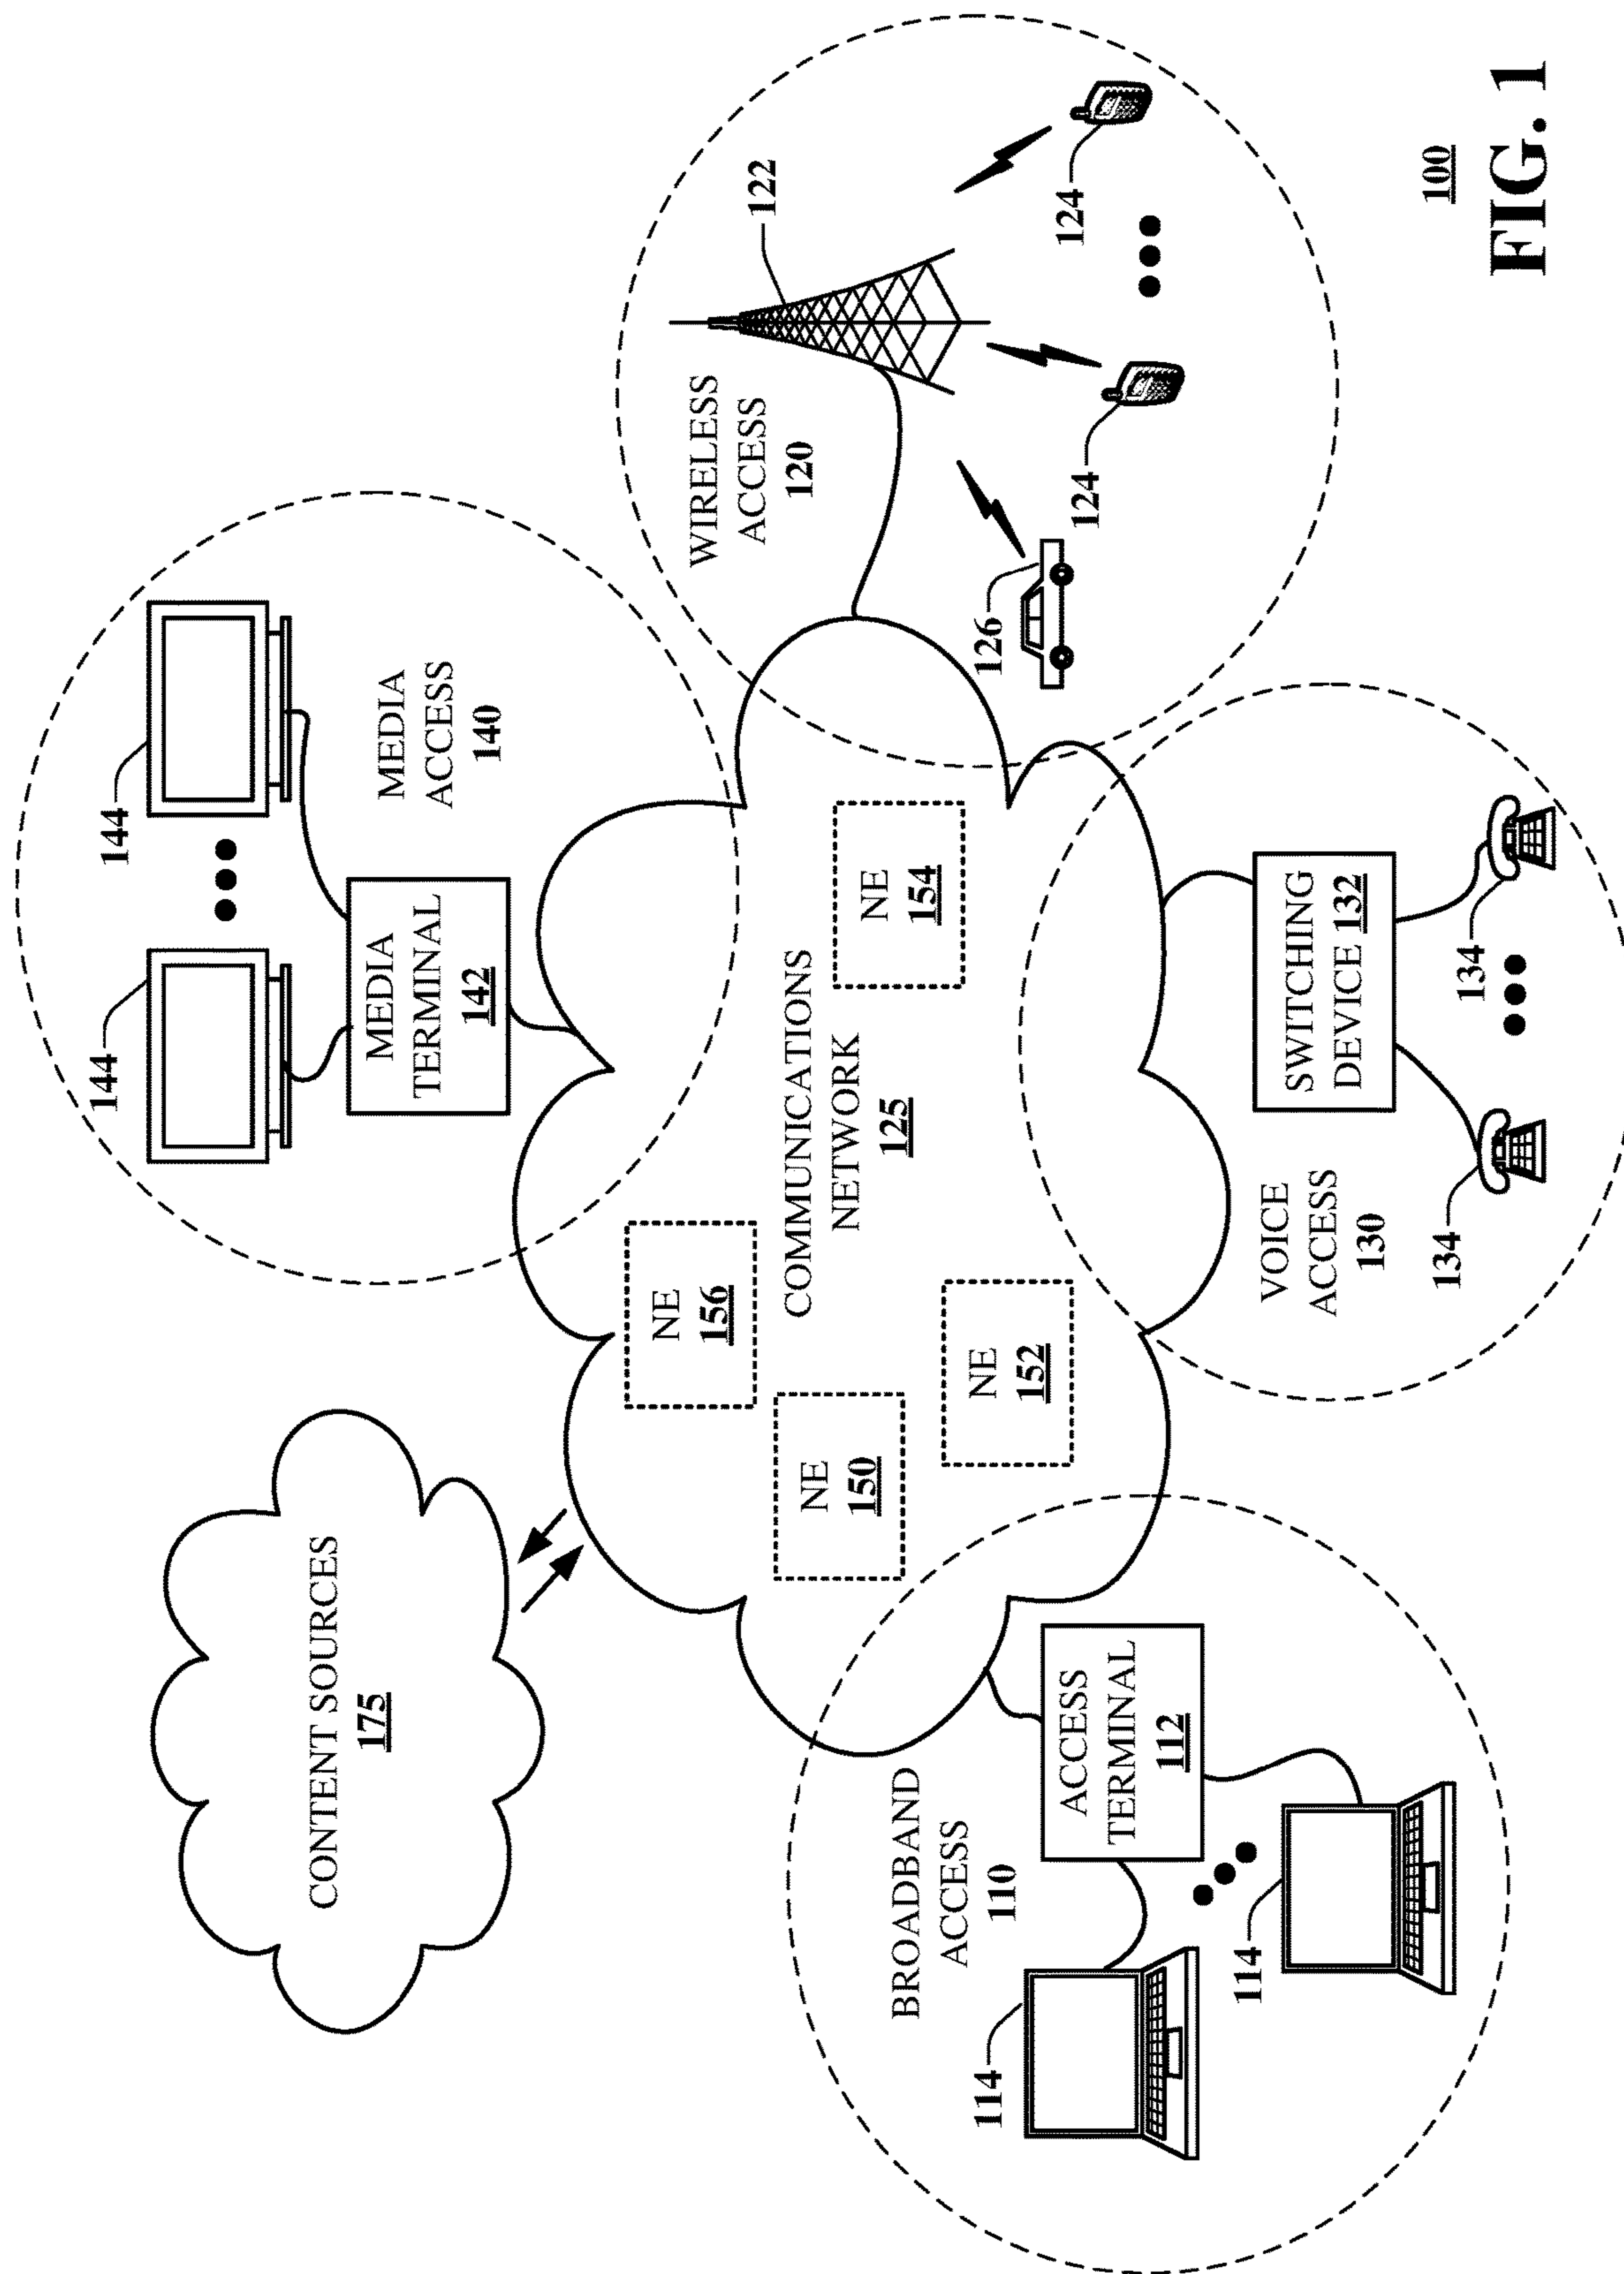 CONTENT SOURCES
175
144
144
MEDIA
TERMINAL
142
MEDIA
ACCESS
140
NE
156
NE
150
COMMUNICATIONS
NETWORK
125
NE
152
NE
154
WIRELESS
ACCESS
120
122
126
124
124
BROADBAND
ACCESS
110
ACCESS
TERMINAL
112
114
114
VOICE
ACCESS
130
SWITCHING
DEVICE 132
134
134
100
FIG. 1